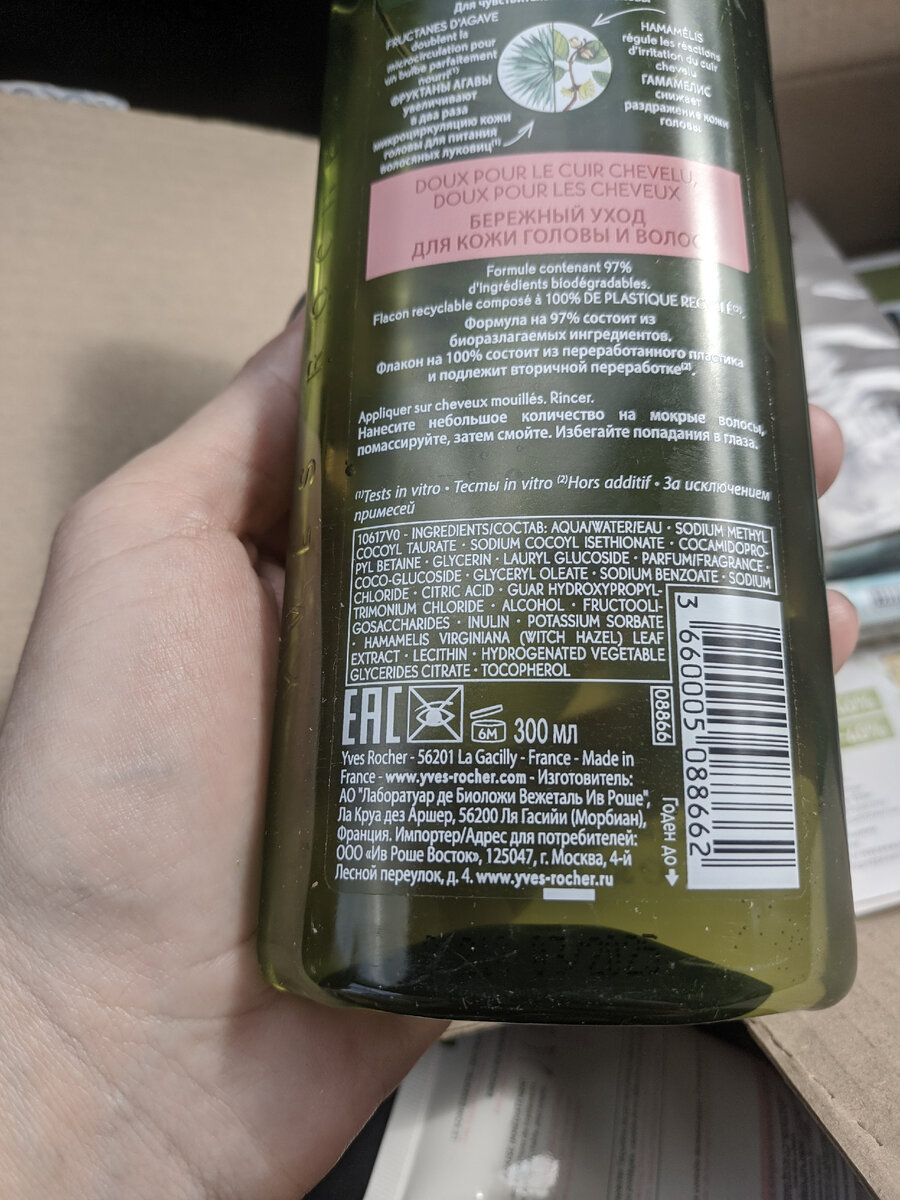 Для
FRUCTANES D'AGAVE
doublent la
microcirculation pour
un bulbe parfaitement
nourri⁽¹⁾
ФРУКТАНЫ АГАВЫ
увеличивают
в два раза
микроциркуляцию кожи
головы для питания
волосяных луковиц⁽¹⁾
HAMAMÉLIS
régule les réactions
d'irritation du cuir
chevelu
ГАМАМЕЛИС
снижает
раздражение кожи
головы
DOUX POUR LE CUIR CHEVELU,
DOUX POUR LES CHEVEUX
БЕРЕЖНЫЙ УХОД
ДЛЯ КОЖИ ГОЛОВЫ И ВОЛОС
Formule contenant 97%
d'ingrédients biodégradables.
Flacon recyclable composé à 100% DE PLASTIQUE RECYCLÉ⁽²⁾.
Формула на 97% состоит из
биоразлагаемых ингредиентов.
Флакон на 100% состоит из переработанного пластика
и подлежит вторичной переработке⁽²⁾.
Appliquer sur cheveux mouillés. Rincer.
Нанесите небольшое количество на мокрые волосы,
помассируйте, затем смойте. Избегайте попадания в глаза.
⁽¹⁾Tests in vitro • Тесты in vitro ⁽²⁾Hors additif • За исключением
примесей
10617V0 - INGREDIENTS/СОСТАВ: AQUA/WATER/EAU · SODIUM METHYL
COCOYL TAURATE · SODIUM COCOYL ISETHIONATE · COCAMIDOPRO-
PYL BETAINE · GLYCERIN · LAURYL GLUCOSIDE · PARFUM/FRAGRANCE ·
COCO-GLUCOSIDE · GLYCERYL OLEATE · SODIUM BENZOATE · SODIUM
CHLORIDE · CITRIC ACID · GUAR HYDROXYPROPYL-
TRIMONIUM CHLORIDE · ALCOHOL · FRUCTOOLI-
GOSACCHARIDES · INULIN · POTASSIUM SORBATE
· HAMAMELIS VIRGINIANA (WITCH HAZEL) LEAF
EXTRACT · LECITHIN · HYDROGENATED VEGETABLE
GLYCERIDES CITRATE · TOCOPHEROL
EAC 6M 300 мл
08866
3 660005 088662
Годен до
Yves Rocher - 56201 La Gacilly - France - Made in
France - www.yves-rocher.com - Изготовитель:
АО "Лаборатуар де Биоложи Вежеталь Ив Роше",
Ла Круа дез Аршер, 56200 Ля Гасийи (Морбиан),
Франция. Импортер/Адрес для потребителей:
ООО «Ив Роше Восток», 125047, г. Москва, 4-й
Лесной переулок, д. 4. www.yves-rocher.ru
YVES ROCHER